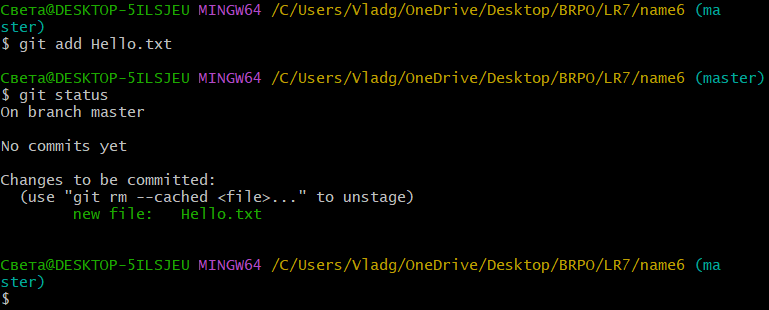 Света@DESKTOP-5ILSJEU MINGW64 /C/Users/Vladg/OneDrive/Desktop/BRPO/LR7/name6 (ma
ster)
$ git add Hello.txt
Света@DESKTOP-5ILSJEU MINGW64 /C/Users/Vladg/OneDrive/Desktop/BRPO/LR7/name6 (master)
$ git status
On branch master
No commits yet
Changes to be committed:
  (use "git rm --cached <file>..." to unstage)
        new file:   Hello.txt
Света@DESKTOP-5ILSJEU MINGW64 /C/Users/Vladg/OneDrive/Desktop/BRPO/LR7/name6 (ma
ster)
$